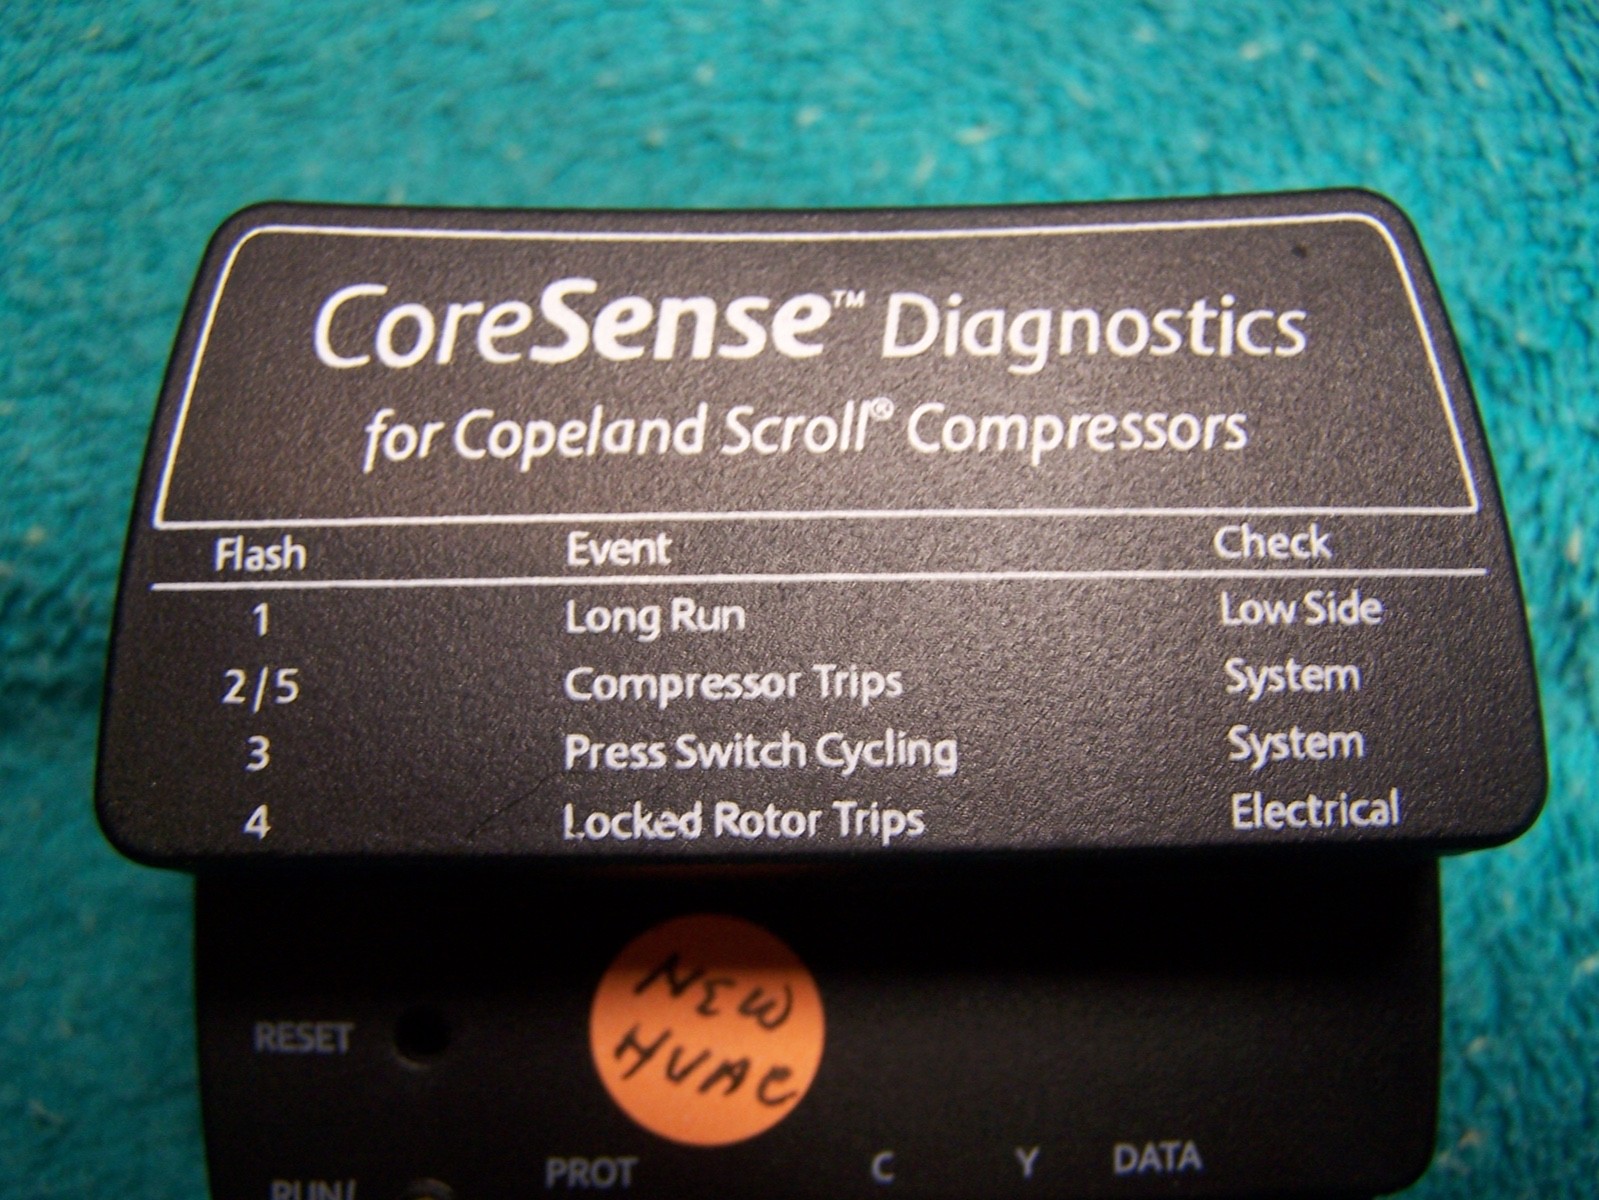 CoreSense™ Diagnostics
for Copeland Scroll® Compressors
Flash Event Check
1 Long Run Low Side
2/5 Compressor Trips System
3 Press Switch Cycling System
4 Locked Rotor Trips Electrical
NEW
HVAC
RESET
PROT C Y DATA
RUN/